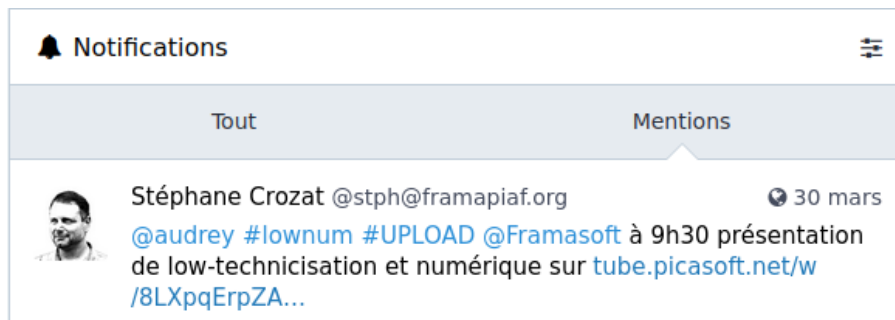 Notifications
Tout Mentions
Stéphane Crozat @stph@framapiaf.org 30 mars
@audrey #lownum #UPLOAD @Framasoft à 9h30 présentation
de low-technicisation et numérique sur tube.picasoft.net/w
/8LXpqErpZA...